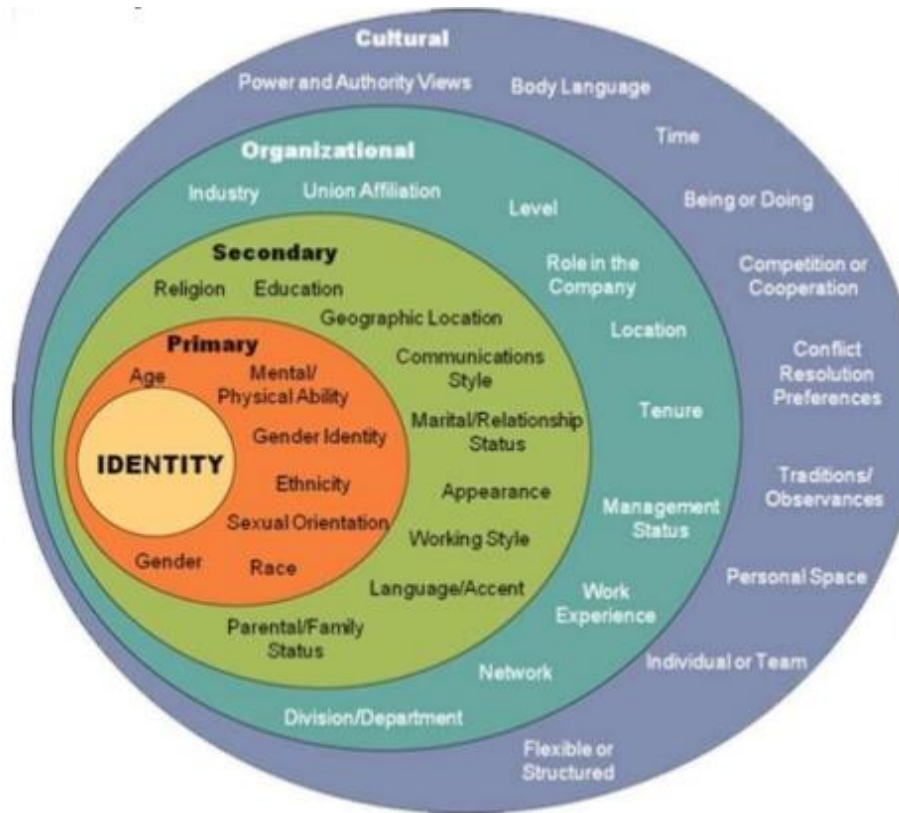 Cultural
Power and Authority Views
Body Language
Time
Being or Doing
Competition or
Cooperation
Conflict
Resolution
Preferences
Traditions/
Observances
Personal Space
Individual or Team
Flexible or
Structured
Organizational
Industry
Union Affiliation
Level
Role in the
Company
Location
Tenure
Management
Status
Work
Experience
Network
Division/Department
Secondary
Religion
Education
Geographic Location
Communications
Style
Marital/Relationship
Status
Appearance
Working Style
Language/Accent
Parental/Family
Status
Primary
Age
Mental/
Physical Ability
Gender Identity
Ethnicity
Sexual Orientation
Race
Gender
IDENTITY